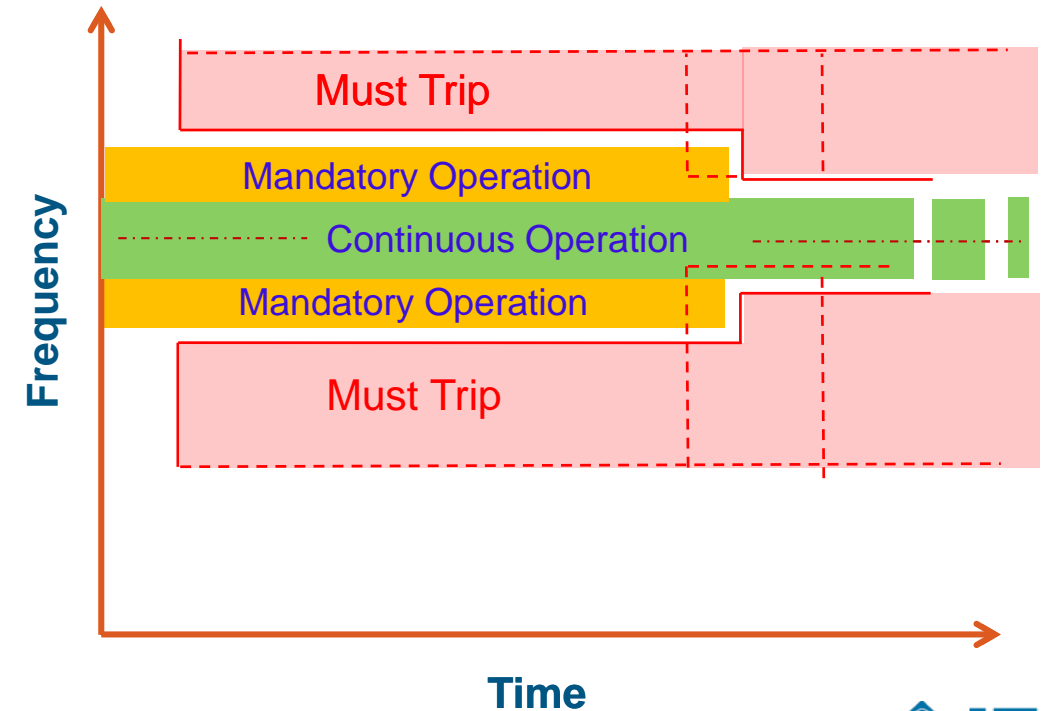 Must Trip
Mandatory Operation
Continuous Operation
Mandatory Operation
Must Trip
Frequency
Time